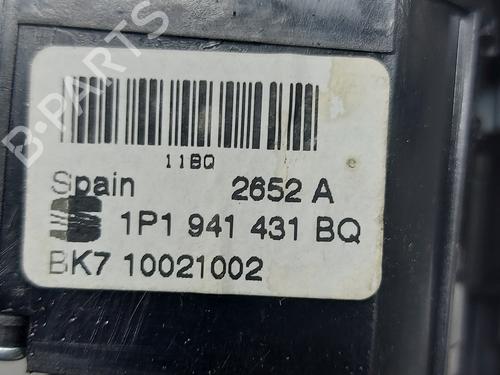 B-PARTS
11BQ
Spain 2652 A
1P1 941 431 BQ
BK7 10021002
e